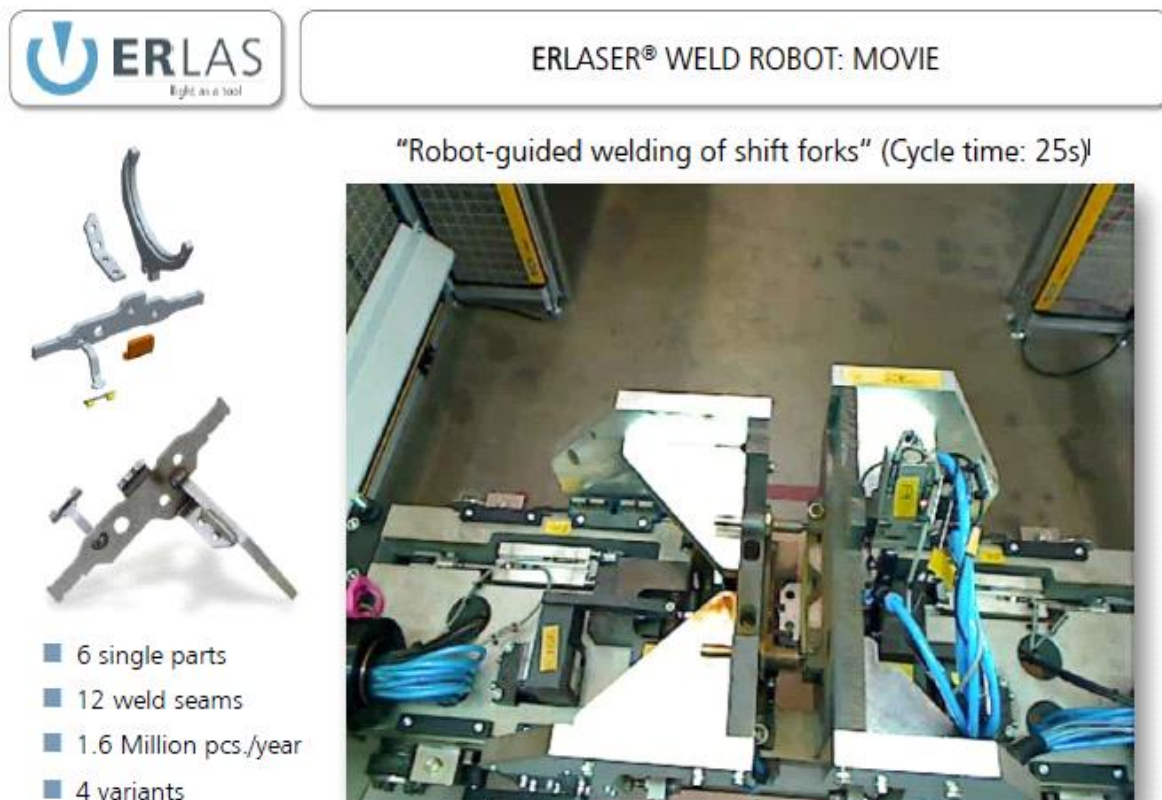 ERLAS
light as a tool
ERLASER® WELD ROBOT: MOVIE
"Robot-guided welding of shift forks" (Cycle time: 25s)
6 single parts
12 weld seams
1.6 Million pcs./year
4 variants